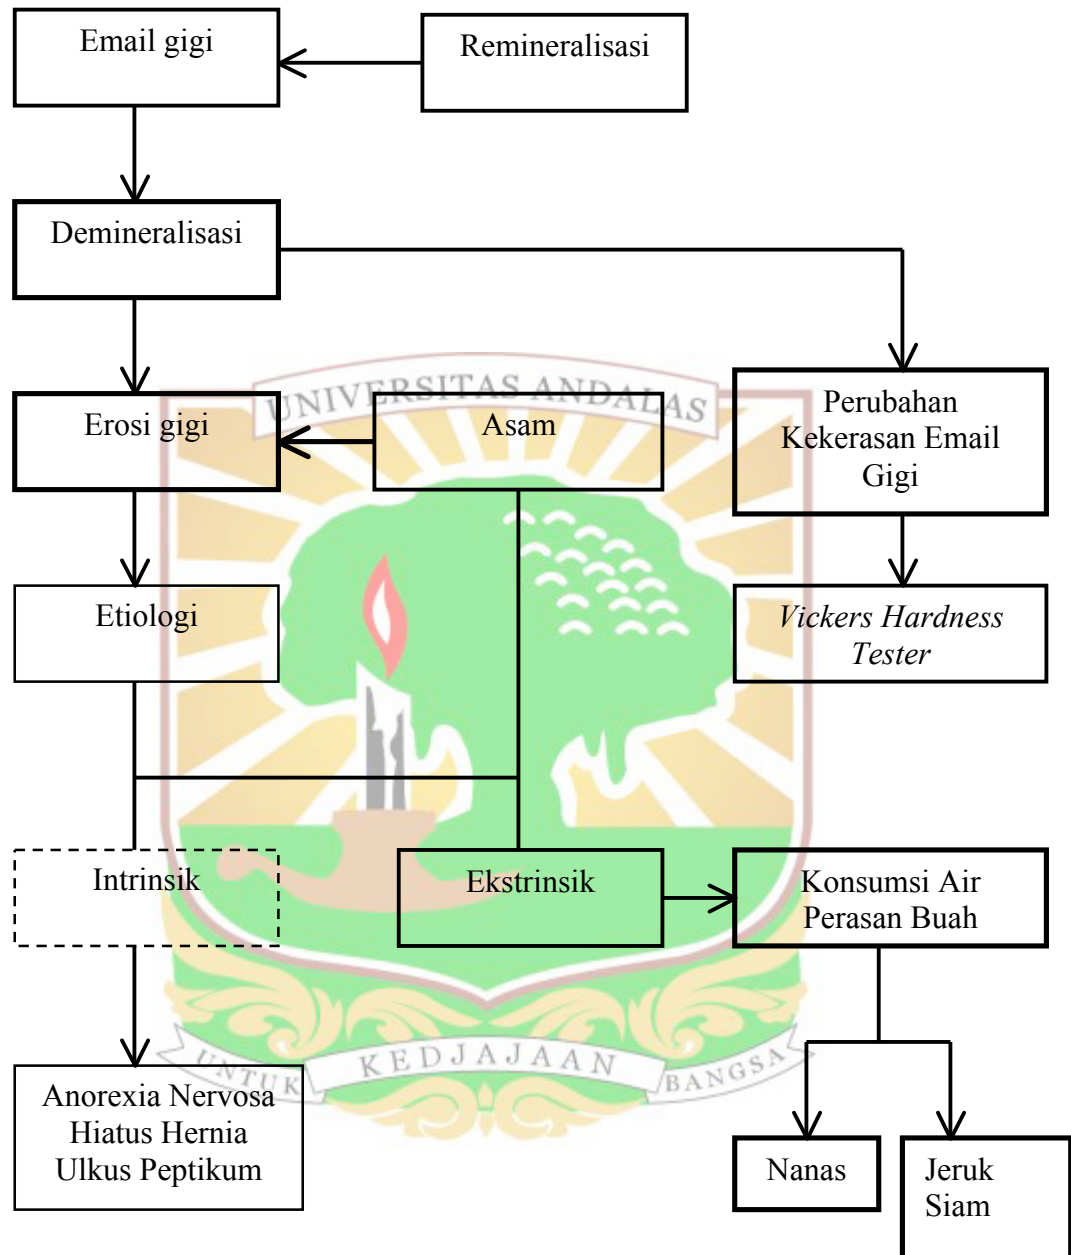 Email gigi
Remineralisasi
Demineralisasi
UNIVERSITAS ANDALAS
Erosi gigi
Asam
Perubahan
Kekerasan Email
Gigi
Etiologi
Vickers Hardness
Tester
Intrinsik
Ekstrinsik
Konsumsi Air
Perasan Buah
UNTUK KEDJAJAAN BANGSA
Anorexia Nervosa
Hiatus Hernia
Ulkus Peptikum
Nanas
Jeruk
Siam